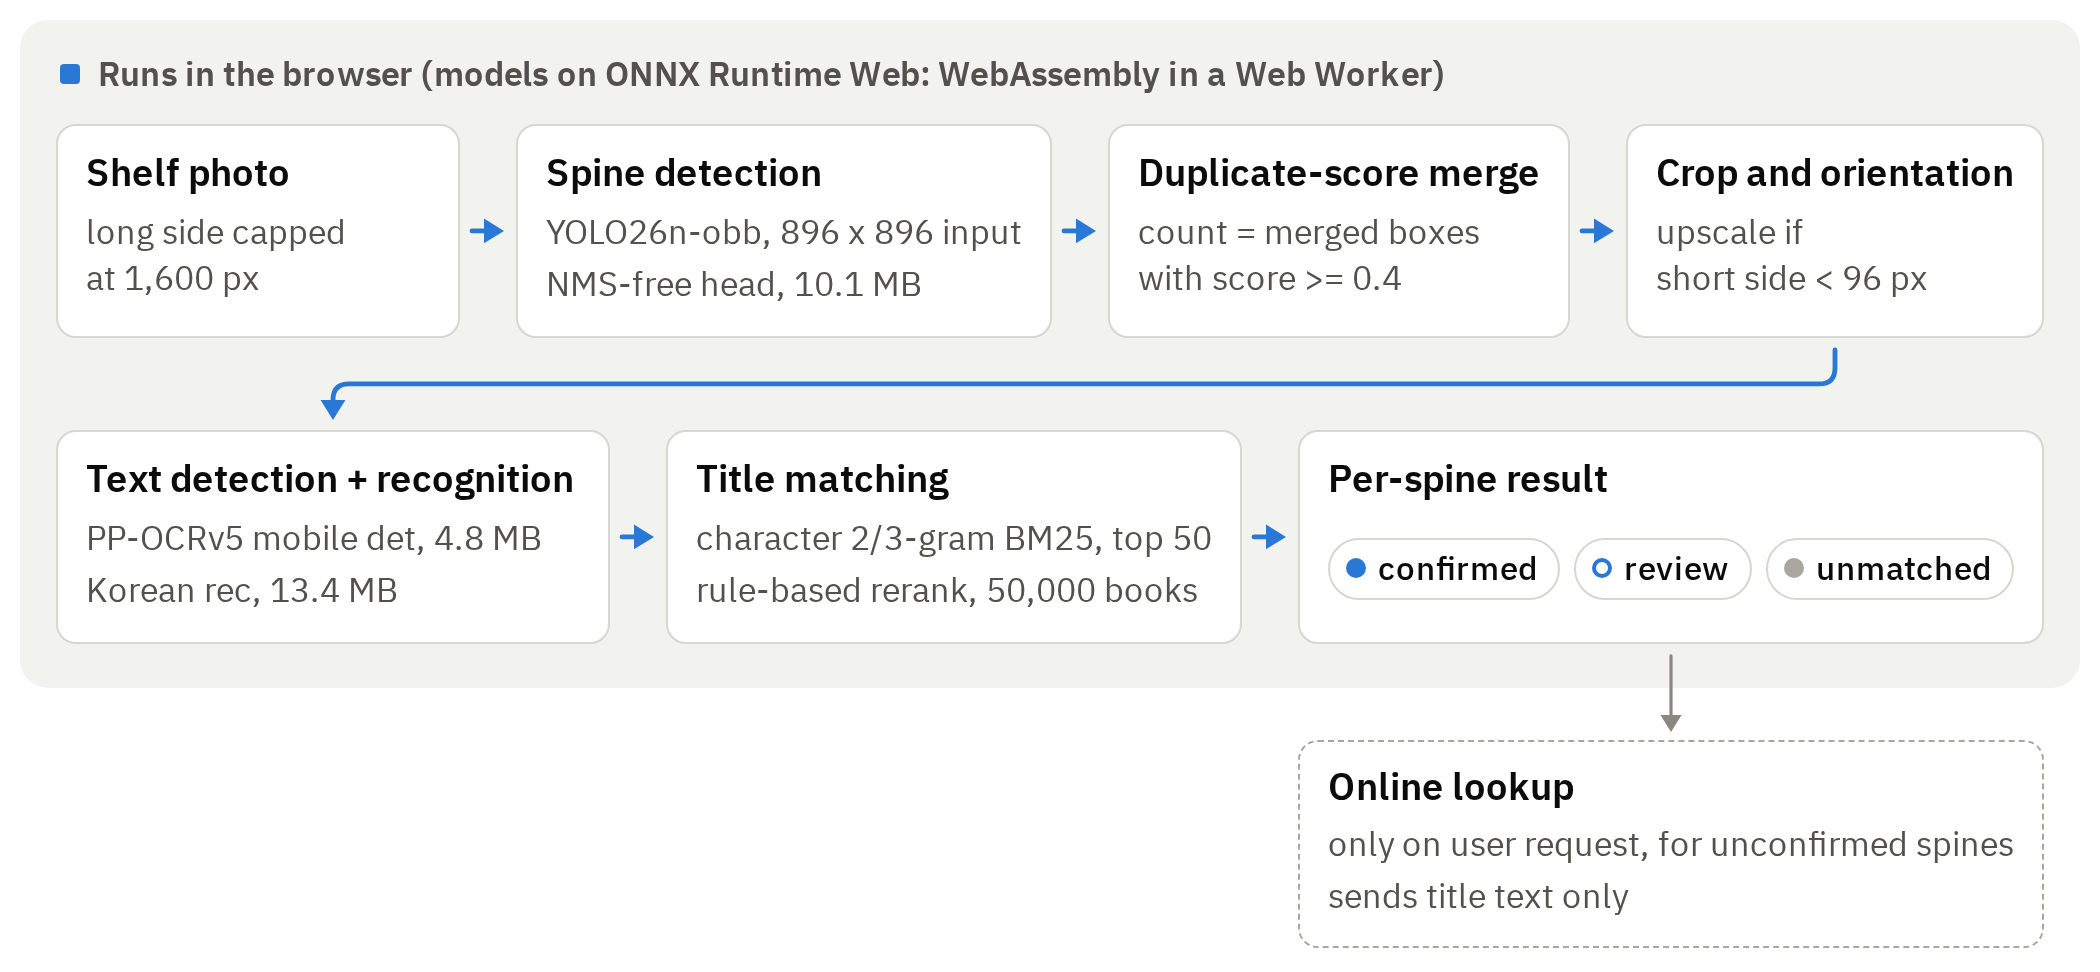 Runs in the browser (models on ONNX Runtime Web: WebAssembly in a Web Worker)
Shelf photo
long side capped
at 1,600 px
Spine detection
YOLO26n-obb, 896 x 896 input
NMS-free head, 10.1 MB
Duplicate-score merge
count = merged boxes
with score >= 0.4
Crop and orientation
upscale if
short side < 96 px
Text detection + recognition
PP-OCRv5 mobile det, 4.8 MB
Korean rec, 13.4 MB
Title matching
character 2/3-gram BM25, top 50
rule-based rerank, 50,000 books
Per-spine result
confirmed
review
unmatched
Online lookup
only on user request, for unconfirmed spines
sends title text only